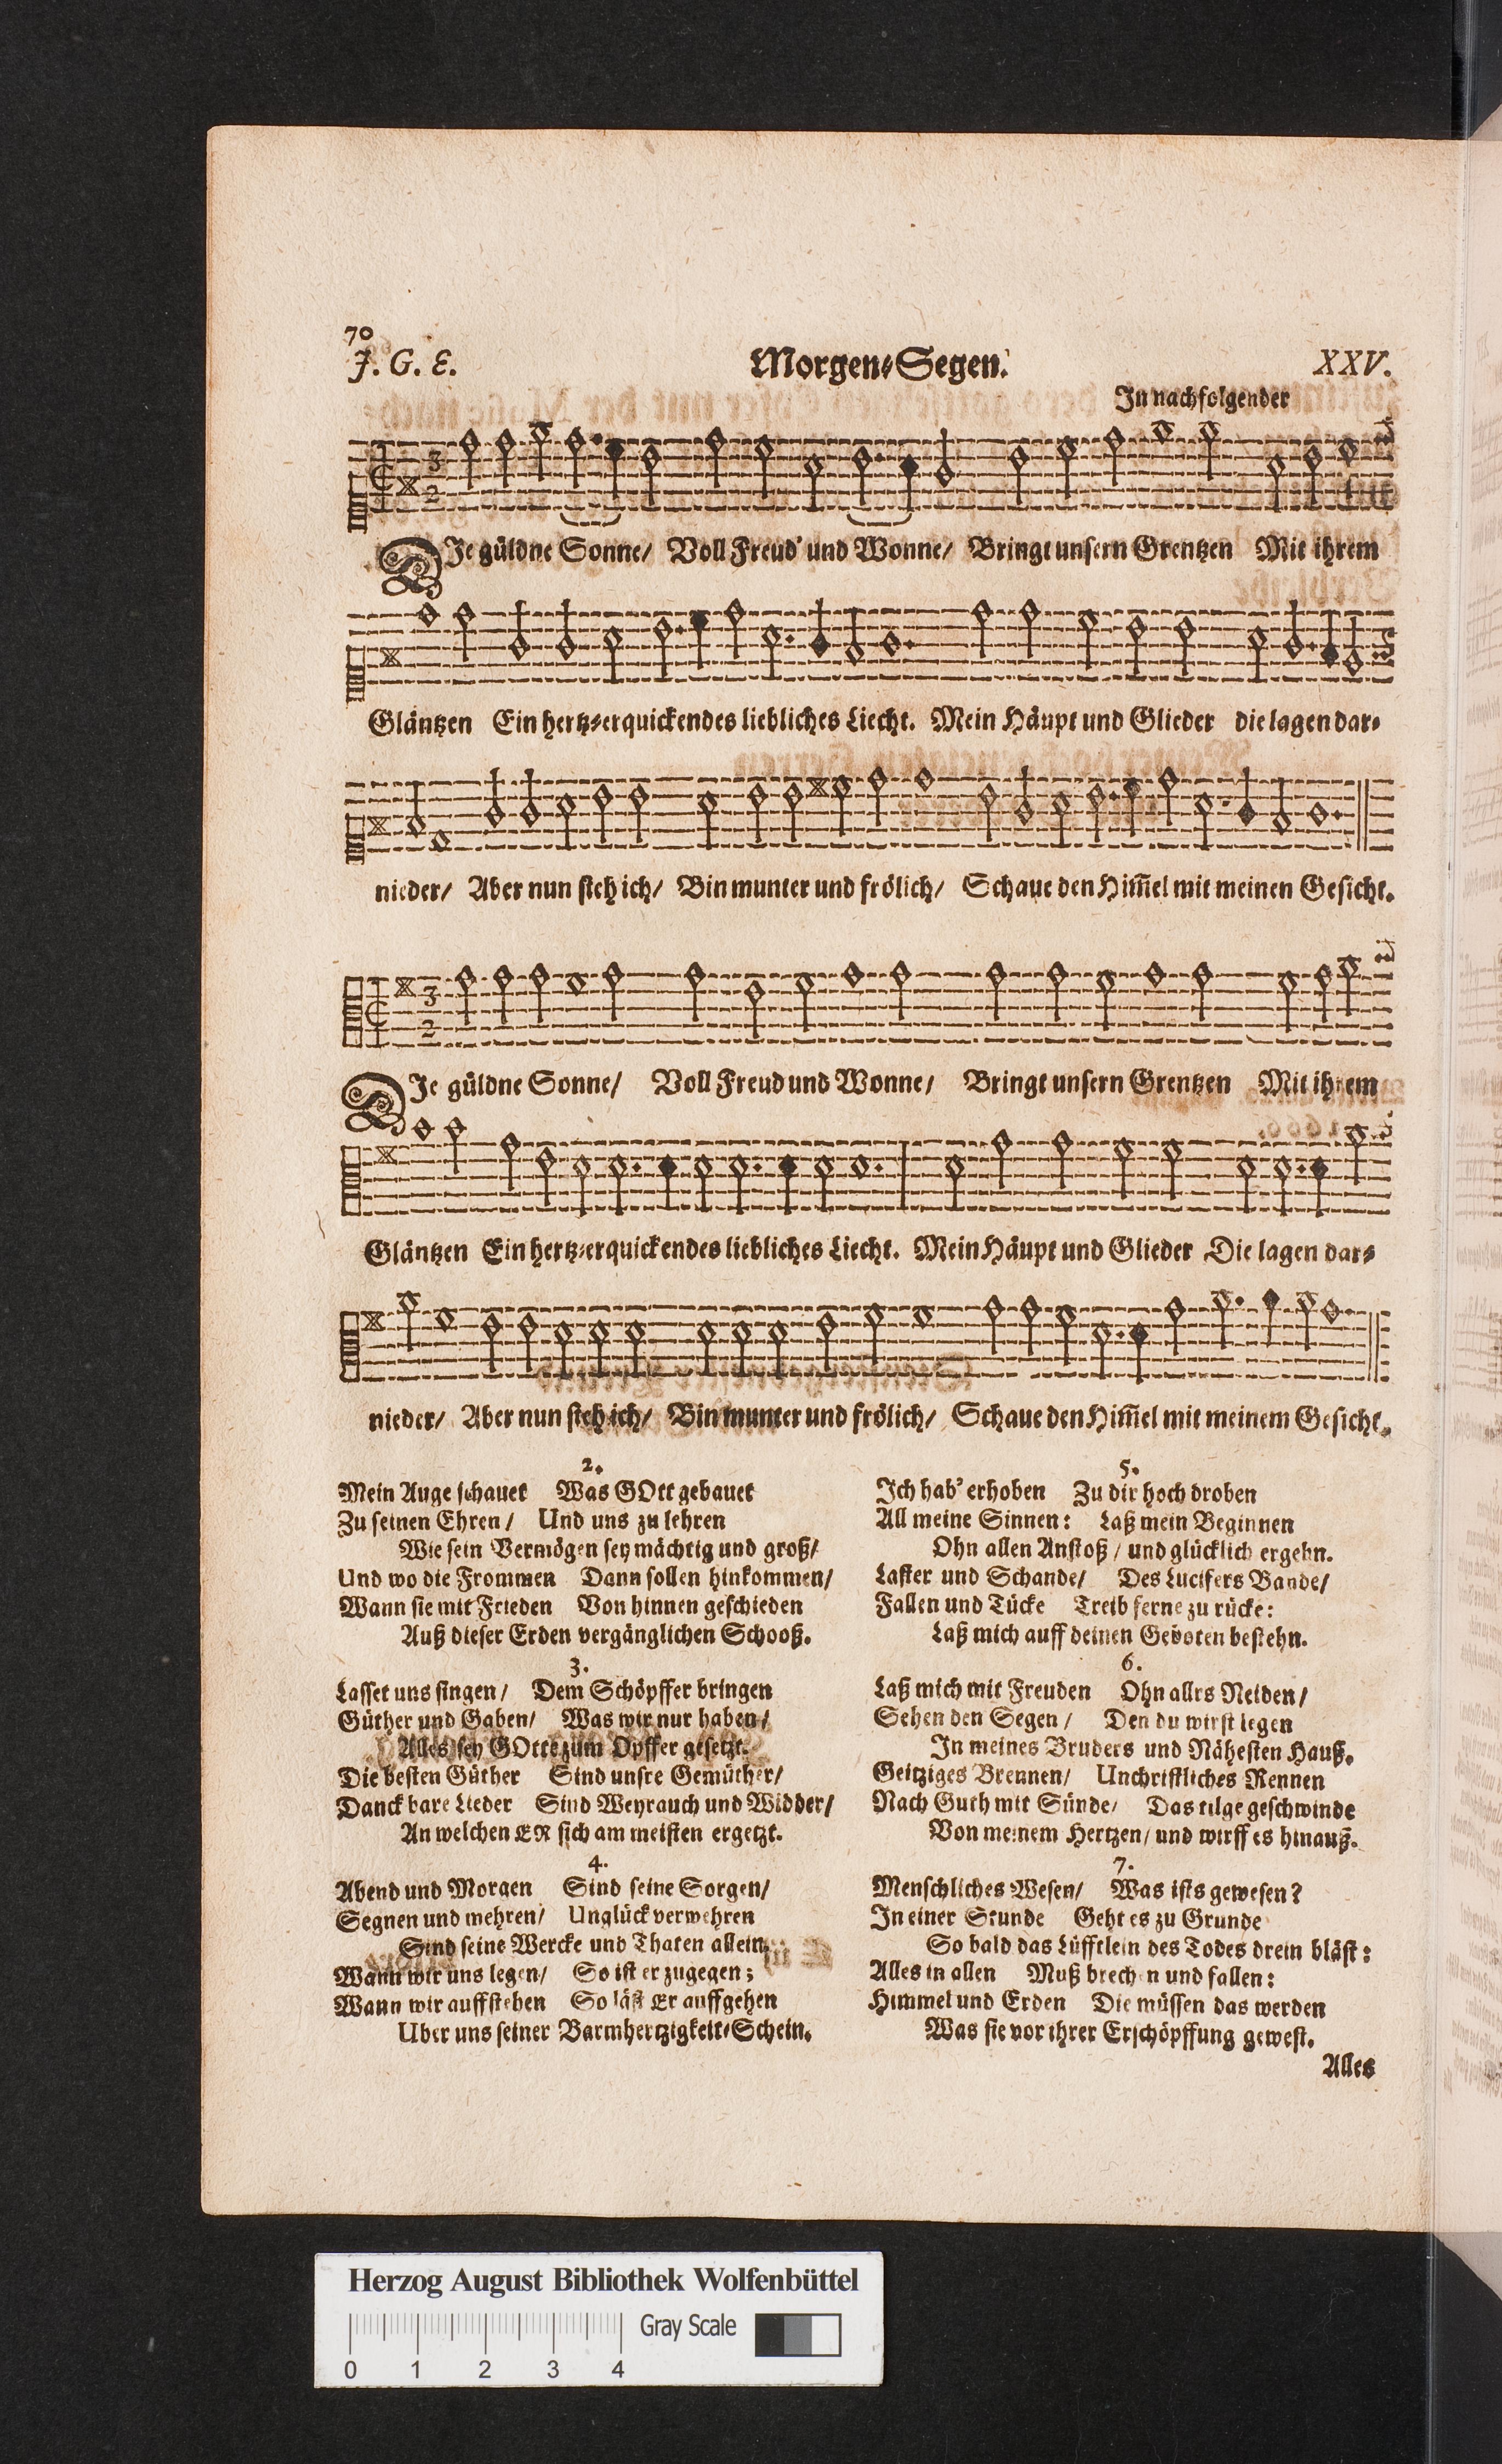 70
J. G. E. Morgen-Segen. XXV.
In nachfolgender
DIe güldne Sonne/ Voll Freud' und Wonne/ Bringt unsern Grentzen Mit ihrem
Gläntzen Ein hertz-erquickendes liebliches Liecht. Mein Häupt und Glieder die lagen dar-
nieder/ Aber nun steh ich/ Bin munter und frölich/ Schaue den Him̃el mit meinen Gesicht.
DIe güldne Sonne/ Voll Freud und Wonne/ Bringt unsern Grentzen Mit ihrem
Gläntzen Ein hertz-erquickendes liebliches Liecht. Mein Häupt und Glieder Die lagen dar-
nieder/ Aber nun steh ich/ Bin munter und frölich/ Schaue den Him̃el mit meinem Gesicht.
2.
Mein Auge schauet Was GOtt gebauet
Zu seinen Ehren/ Und uns zu lehren
Wie sein Vermögen sey mächtig und groß/
Und wo die Frommen Dann sollen hinkommen/
Wann sie mit Frieden Von hinnen geschieden
Auß dieser Erden vergänglichen Schooß.
3.
Lasset uns singen/ Dem Schöpffer bringen
Güther und Gaben/ Was wir nur haben/
Alles sey GOtte zum Opffer gesetzt.
Die besten Güther Sind unsre Gemüther/
Danckbare Lieder Sind Weyrauch und Widder/
An welchen ER sich am meisten ergetzt.
4.
Abend und Morgen Sind seine Sorgen/
Segnen und mehren/ Unglück verwehren
Sind seine Wercke und Thaten allein.
Wann wir uns legen/ So ist er zugegen;
Wann wir auffstehen So läst Er auffgehen
Uber uns seiner Barmhertzigkeit-Schein.
5.
Ich hab' erhoben Zu dir hoch droben
All meine Sinnen: Laß mein Beginnen
Ohn allen Anstoß/ und glücklich ergehn.
Laster und Schande/ Des Lucifers Bande/
Fallen und Tücke Treib ferne zu rücke:
Laß mich auff deinen Geboten bestehn.
6.
Laß mich mit Freuden Ohn alles Neiden/
Sehen den Segen/ Den du wirst legen
In meines Bruders und Nähesten Hauß.
Geitziges Brennen/ Unchristliches Rennen
Nach Guth mit Sünde/ Das tilge geschwinde
Von meinem Hertzen/ und wirff es hinauß.
7.
Menschliches Wesen/ Was ists gewesen?
In einer Stunde Geht es zu Grunde
So bald das Lüfftlein des Todes drein bläst:
Alles in allen Muß brechen und fallen:
Himmel und Erden Die müssen das werden
Was sie vor ihrer Erschöpffung gewest.
Alles
Herzog August Bibliothek Wolfenbüttel
Gray Scale
0 1 2 3 4